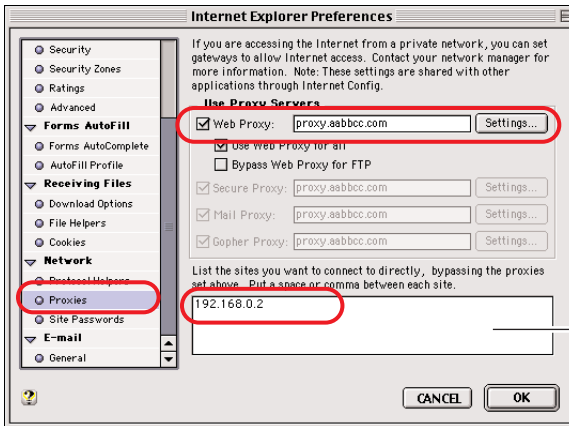 Internet Explorer Preferences
Security
Security Zones
Ratings
Advanced
Forms AutoFill
Forms AutoComplete
AutoFill Profile
Receiving Files
Download Options
File Helpers
Cookies
Network
Protocol Helpers
Proxies
Site Passwords
E-mail
General
If you are accessing the Internet from a private network, you can set
gateways to allow Internet access. Contact your network manager for
more information. Note: These settings are shared with other
applications through Internet Config.
Use Proxy Servers
Web Proxy: proxy.aabbcc.com Settings...
Use Web Proxy for all
Bypass Web Proxy for FTP
Secure Proxy: proxy.aabbcc.com Settings...
Mail Proxy: proxy.aabbcc.com Settings...
Gopher Proxy: proxy.aabbcc.com Settings...
List the sites you want to connect to directly, bypassing the proxies
set above. Put a space or comma between each site.
192.168.0.2
? CANCEL OK